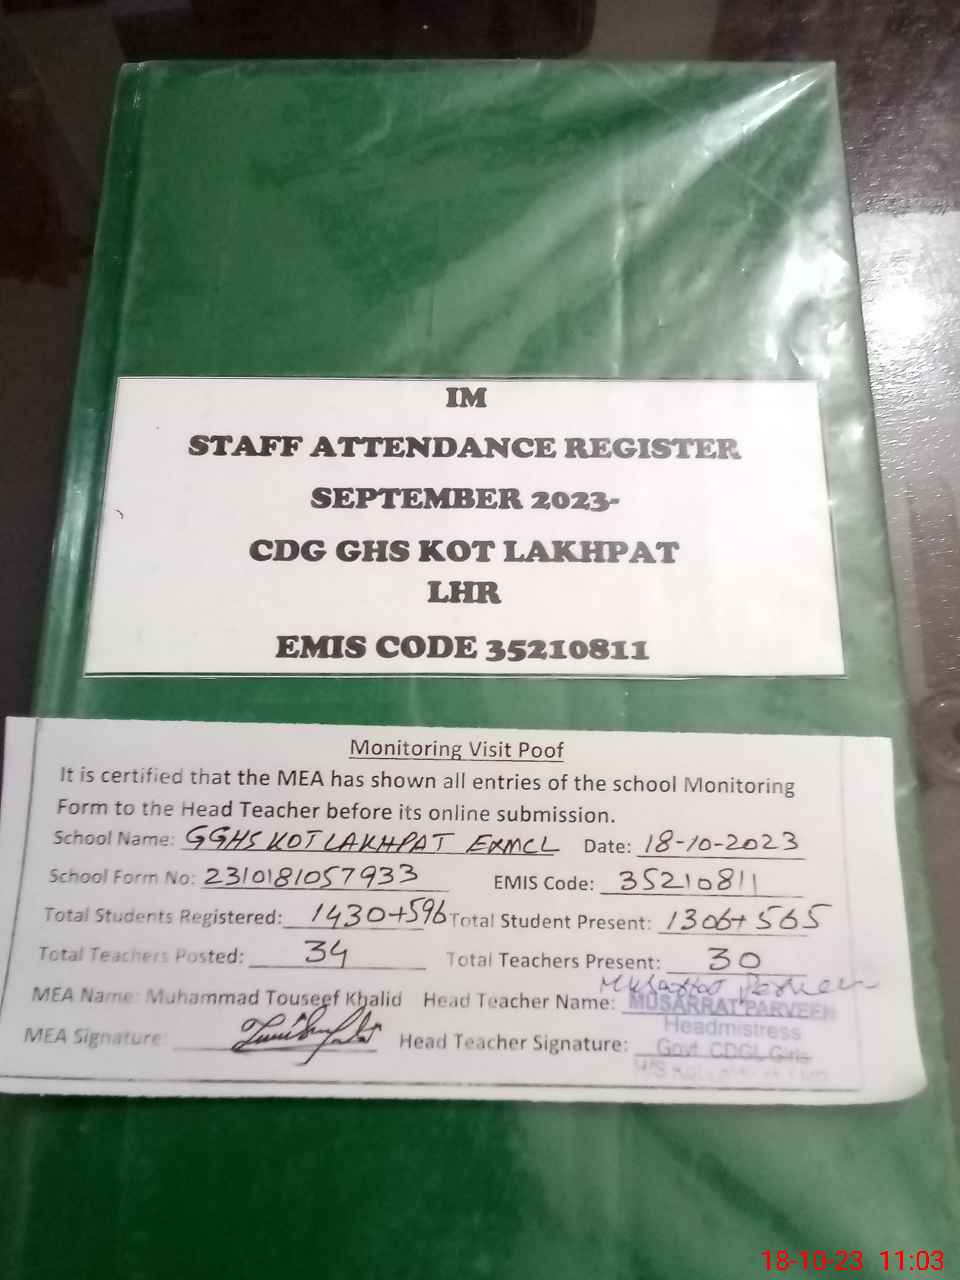 IM
STAFF ATTENDANCE REGISTER
SEPTEMBER 2023-
CDG GHS KOT LAKHPAT
LHR
EMIS CODE 35210811
Monitoring Visit Poof
It is certified that the MEA has shown all entries of the school Monitoring
Form to the Head Teacher before its online submission.
School Name: GGHS KOT LAKHPAT EXMCL Date: 18-10-2023
School Form No: 2310181057933 EMIS Code: 35210811
Total Students Registered: 1430+596 Total Student Present: 1306+565
Total Teachers Posted: 34 Total Teachers Present: 30
MEA Name: Muhammad Touseef Khalid Head Teacher Name: MUSARRAT PARVEEN
Headmistress
MEA Signature: Head Teacher Signature: Govt CDGL Girls
18-10-23 11:03